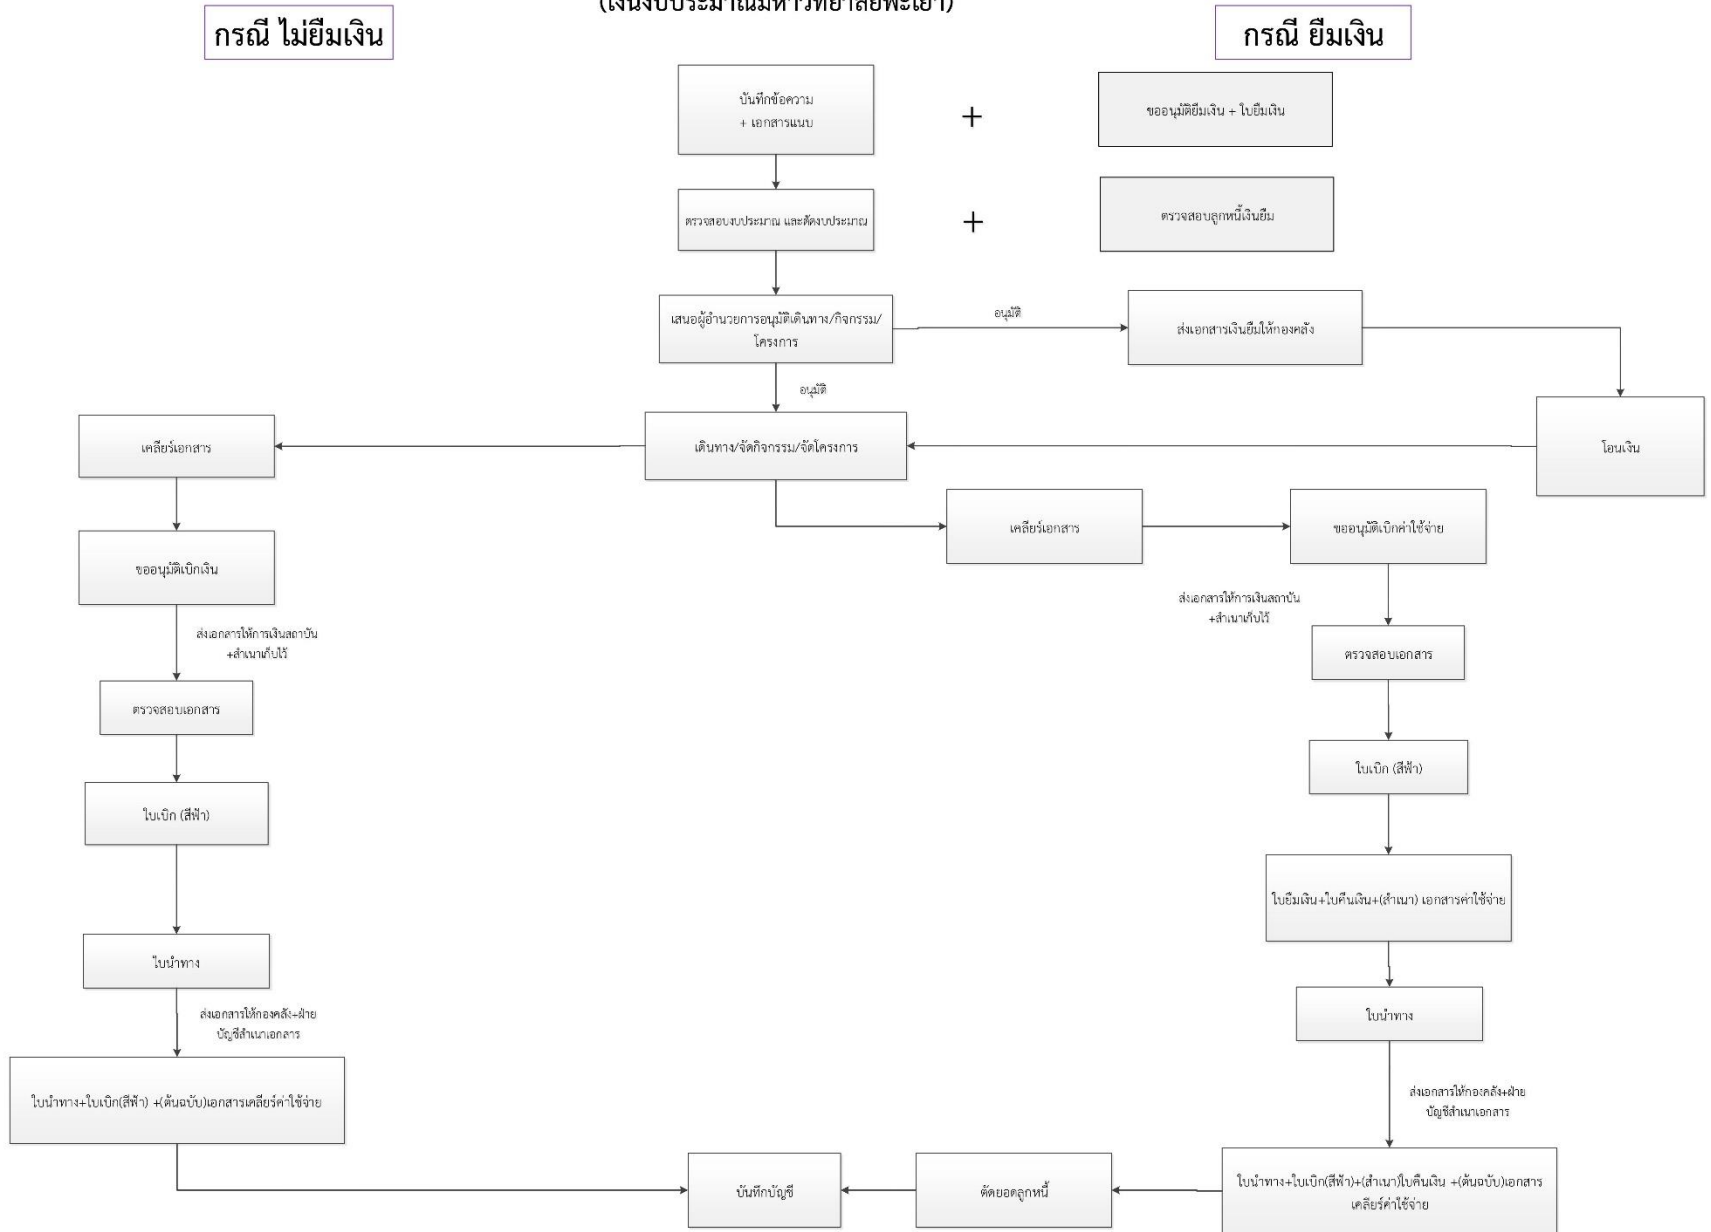 (เงินงบประมาณมหาวิทยาลัยพะเยา)
กรณี ไม่ยืมเงิน
กรณี ยืมเงิน
บันทึกข้อความ
+ เอกสารแนบ
+
ขออนุมัติยืมเงิน + ใบยืมเงิน
ตรวจสอบงบประมาณ และตัดงบประมาณ
+
ตรวจสอบลูกหนี้เงินยืม
เสนอผู้อำนวยการอนุมัติเดินทาง/กิจกรรม/
โครงการ
อนุมัติ
ส่งเอกสารเงินยืมให้กองคลัง
อนุมัติ
เคลียร์เอกสาร
เดินทาง/จัดกิจกรรม/จัดโครงการ
โอนเงิน
เคลียร์เอกสาร
ขออนุมัติเบิกค่าใช้จ่าย
ขออนุมัติเบิกเงิน
ส่งเอกสารให้การเงินสถาบัน
+สำเนาเก็บไว้
ส่งเอกสารให้การเงินสถาบัน
+สำเนาเก็บไว้
ตรวจสอบเอกสาร
ตรวจสอบเอกสาร
ใบเบิก (สีฟ้า)
ใบเบิก (สีฟ้า)
ใบยืมเงิน+ใบคืนเงิน+(สำเนา) เอกสารค่าใช้จ่าย
ใบนำทาง
ใบนำทาง
ส่งเอกสารให้กองคลัง+ฝ่าย
บัญชีสำเนาเอกสาร
ส่งเอกสารให้กองคลัง+ฝ่าย
บัญชีสำเนาเอกสาร
ใบนำทาง+ใบเบิก(สีฟ้า) +(ต้นฉบับ)เอกสารเคลียร์ค่าใช้จ่าย
บันทึกบัญชี
ตัดยอดลูกหนี้
ใบนำทาง+ใบเบิก(สีฟ้า)+(สำเนา)ใบคืนเงิน +(ต้นฉบับ)เอกสาร
เคลียร์ค่าใช้จ่าย